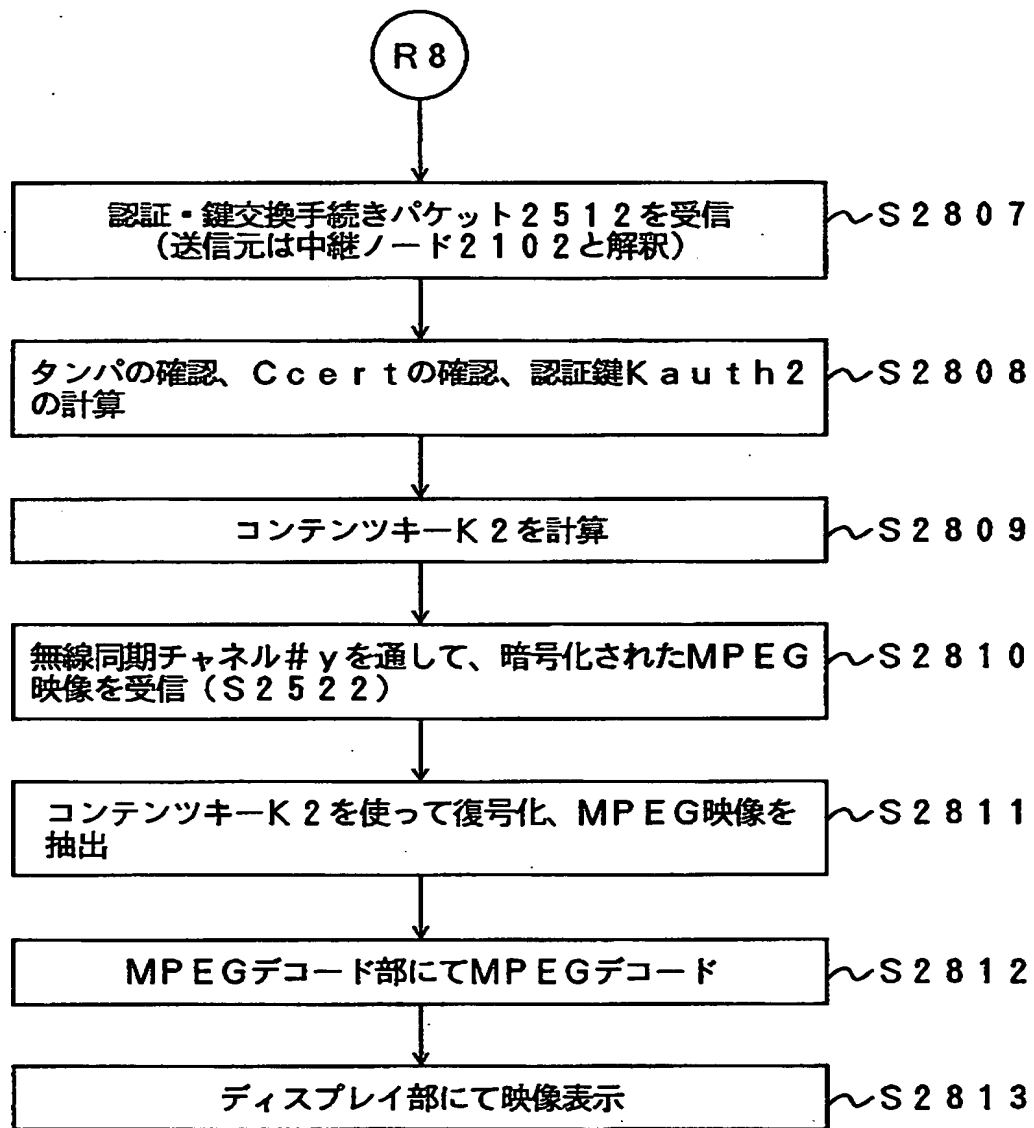 R8
認証・鍵交換手続きパケット2512を受信
(送信元は中継ノード2102と解釈)
S2807
タンパの確認、Ccertの確認、認証鍵Kauth2
の計算
S2808
コンテンツキーK2を計算
S2809
無線同期チャネル#yを通して、暗号化されたMPEG
映像を受信(S2522)
S2810
コンテンツキーK2を使って復号化、MPEG映像を
抽出
S2811
MPEGデコード部にてMPEGデコード
S2812
ディスプレイ部にて映像表示
S2813